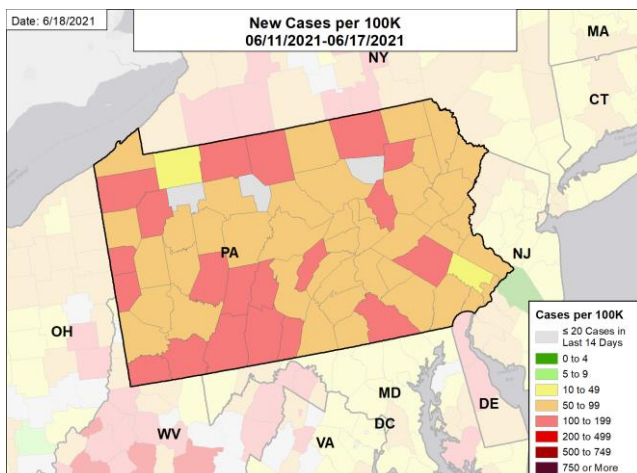 Date: 6/18/2021
New Cases per 100K
06/11/2021-06/17/2021
NY
MA
CT
PA
NJ
OH
MD
DE
DC
WV
VA
Cases per 100K
≤ 20 Cases in
Last 14 Days
0 to 4
5 to 9
10 to 49
50 to 99
100 to 199
200 to 499
500 to 749
750 or More